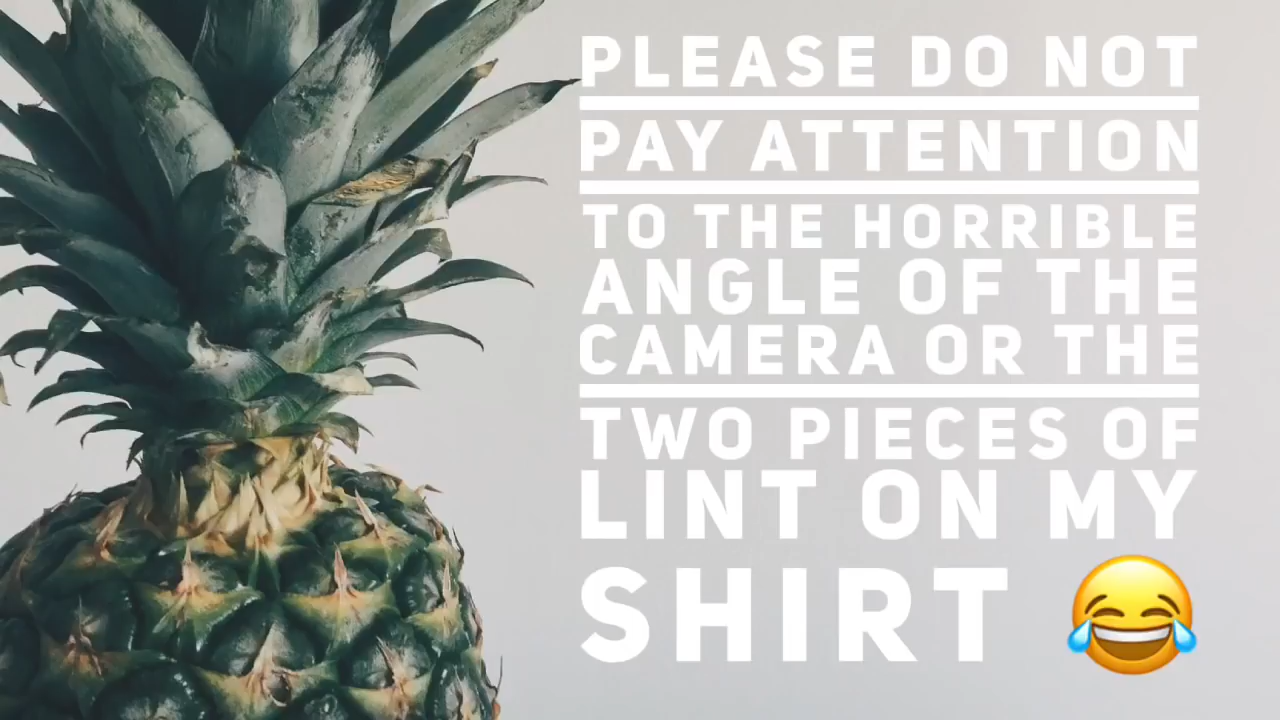 PLEASE DO NOT
PAY ATTENTION
TO THE HORRIBLE
ANGLE OF THE
CAMERA OR THE
TWO PIECES OF
LINT ON MY
SHIRT 😂